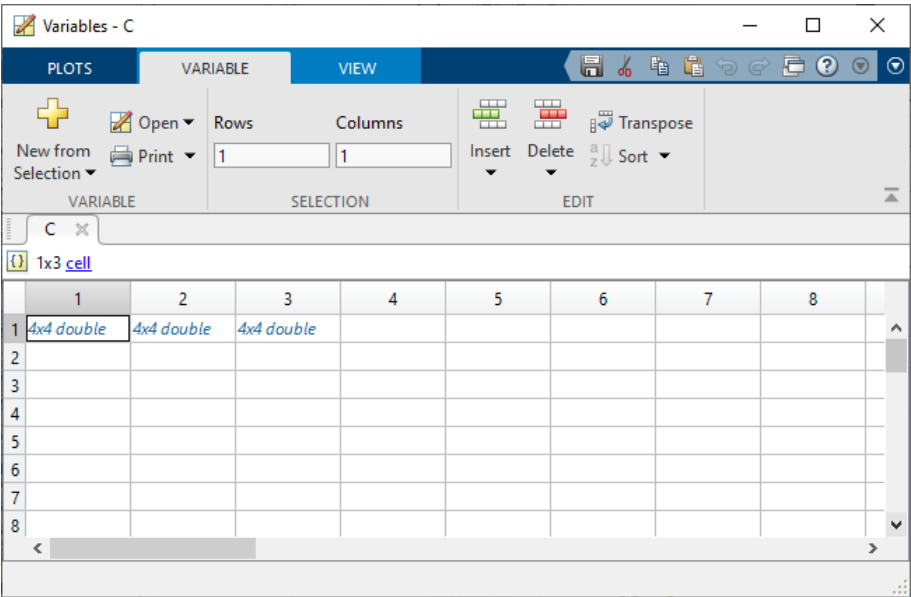 Variables - C
PLOTS VARIABLE VIEW
New from Selection
Open
Print
VARIABLE
Rows Columns
1 1
SELECTION
Insert Delete
Transpose
Sort
EDIT
C
{} 1x3 cell
1 2 3 4 5 6 7 8
1 4x4 double 4x4 double 4x4 double
2
3
4
5
6
7
8